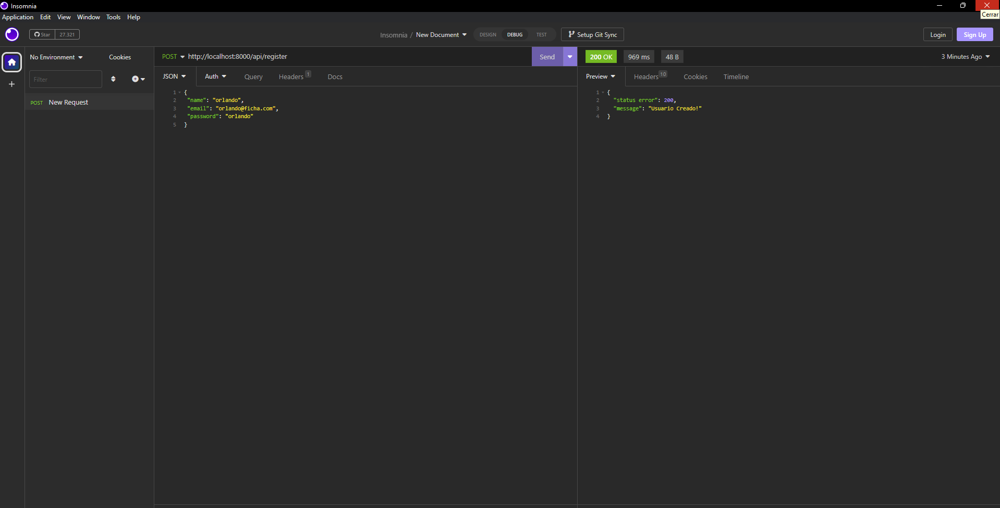 Insomnia
Cerrar
Application Edit View Window Tools Help
Star 27.321
Insomnia / New Document DESIGN DEBUG TEST Setup Git Sync
Login Sign Up
No Environment Cookies
Filter
POST New Request
POST http://localhost:8000/api/register Send
JSON Auth Query Headers 1 Docs
1 {
2 "name": "orlando",
3 "email": "orlando@ficha.com",
4 "password": "orlando"
5 }
200 OK 969 ms 48 B 3 Minutes Ago
Preview Headers 10 Cookies Timeline
1 {
2 "status error": 200,
3 "message": "Usuario Creado!"
4 }